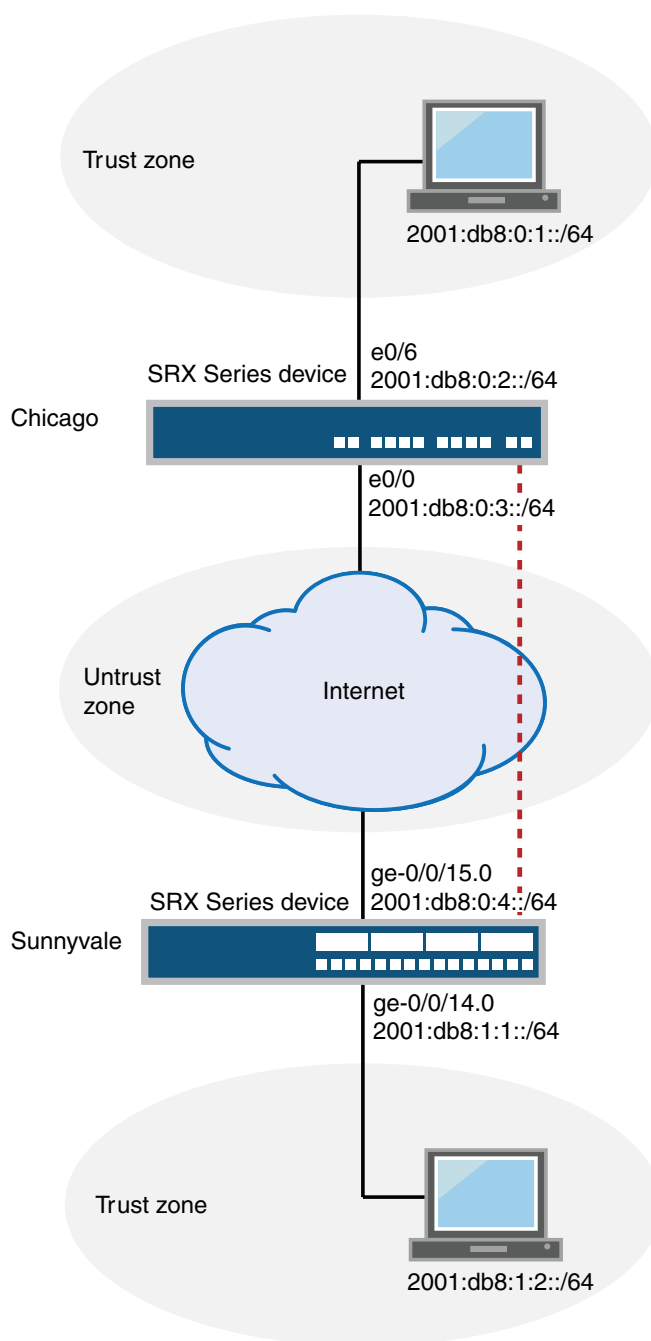 Trust zone
2001:db8:0:1::/64
e0/6
SRX Series device
2001:db8:0:2::/64
Chicago
e0/0
2001:db8:0:3::/64
Untrust
zone
Internet
ge-0/0/15.0
SRX Series device
2001:db8:0:4::/64
Sunnyvale
ge-0/0/14.0
2001:db8:1:1::/64
Trust zone
2001:db8:1:2::/64